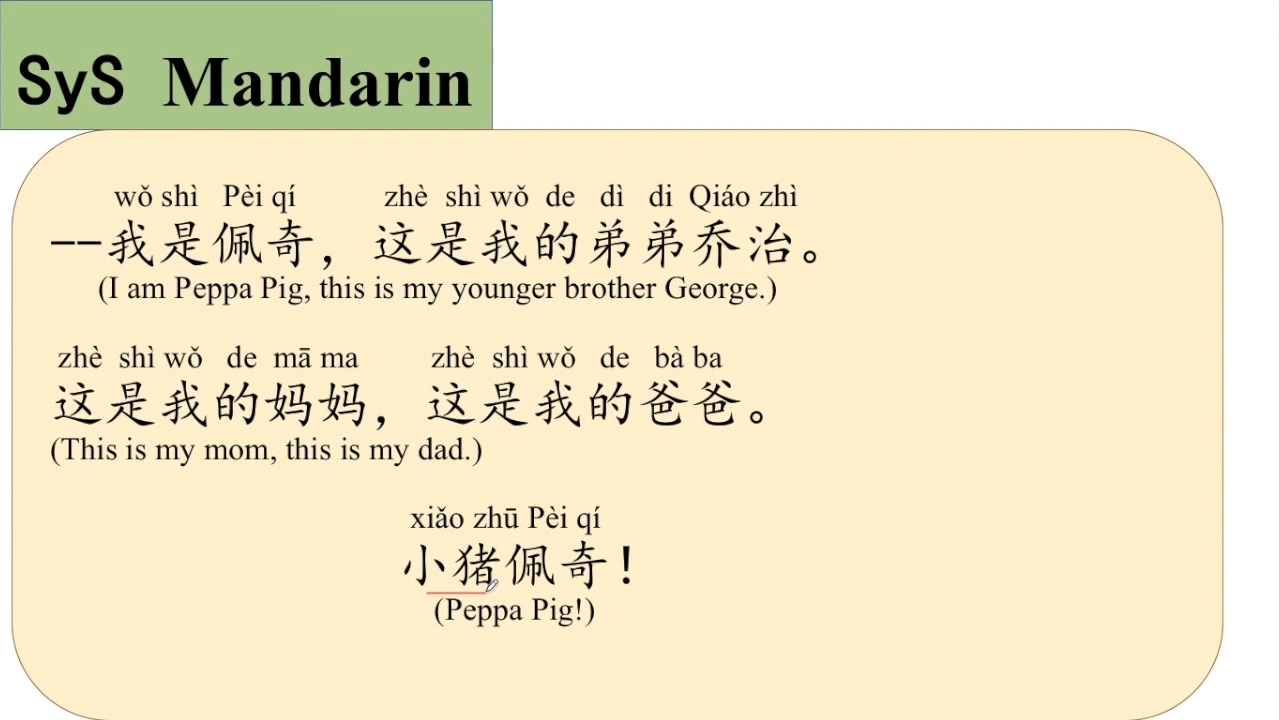 SyS Mandarin
wǒ shì Pèi qí zhè shì wǒ de dì di Qiáo zhì
--我是佩奇，这是我的弟弟乔治。
(I am Peppa Pig, this is my younger brother George.)
zhè shì wǒ de mā ma zhè shì wǒ de bà ba
这是我的妈妈，这是我的爸爸。
(This is my mom, this is my dad.)
xiǎo zhū Pèi qí
小猪佩奇！
(Peppa Pig!)